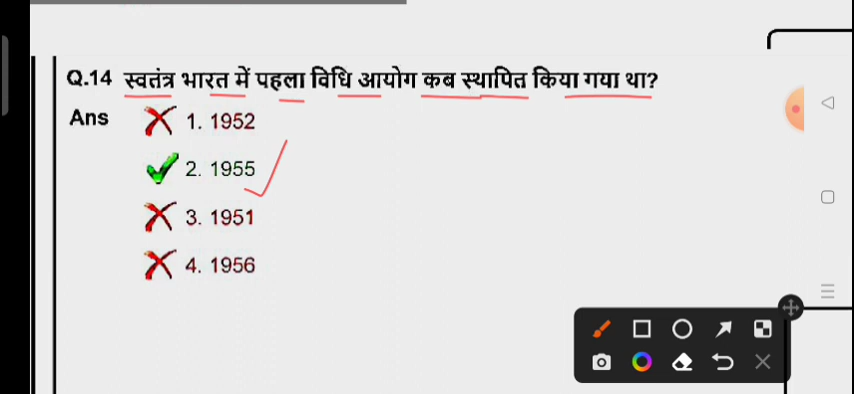 Q.14 स्वतंत्र भारत में पहला विधि आयोग कब स्थापित किया गया था?
Ans 1. 1952
2. 1955
3. 1951
4. 1956